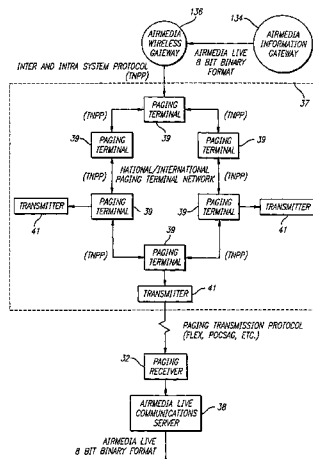 136
134
AIRMEDIA
WIRELESS
GATEWAY
AIRMEDIA
INFORMATION
GATEWAY
AIRMEDIA LIVE
8 BIT BINARY
FORMAT
INTER AND INTRA SYSTEM PROTOCOL
(TNPP)
37
PAGING
TERMINAL
39
(TNPP)
(TNPP)
39
PAGING
TERMINAL
PAGING
TERMINAL
39
(TNPP)
NATIONAL/INTERNATIONAL
PAGING TERMINAL NETWORK
(TNPP)
TRANSMITTER
41
PAGING
TERMINAL
39
39
PAGING
TERMINAL
TRANSMITTER
41
(TNPP)
39
PAGING
TERMINAL
(TNPP)
TRANSMITTER
41
PAGING TRANSMISSION PROTOCOL
(FLEX, POCSAG, ETC.)
32
PAGING
RECEIVER
AIRMEDIA LIVE
COMMUNICATIONS
SERVER
38
AIRMEDIA LIVE
8 BIT BINARY FORMAT